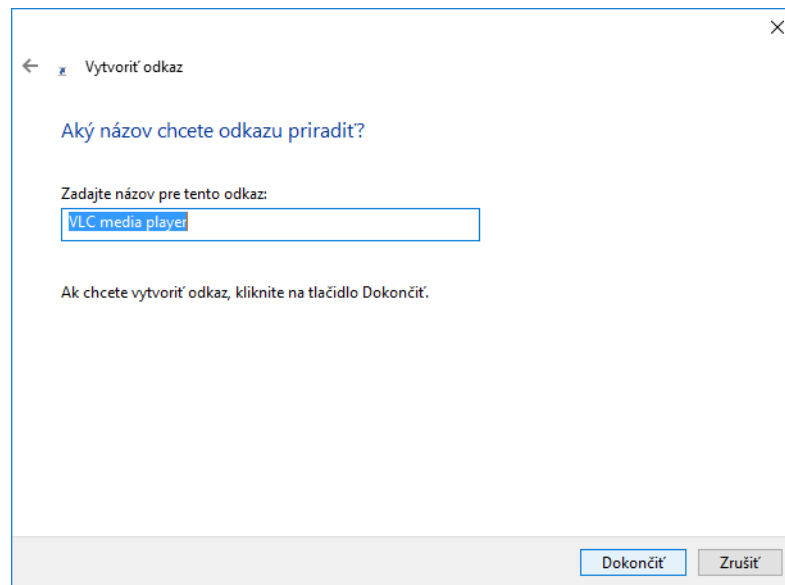 Vytvoriť odkaz
Aký názov chcete odkazu priradiť?
Zadajte názov pre tento odkaz:
VLC media player
Ak chcete vytvoriť odkaz, kliknite na tlačidlo Dokončiť.
Dokončiť Zrušiť